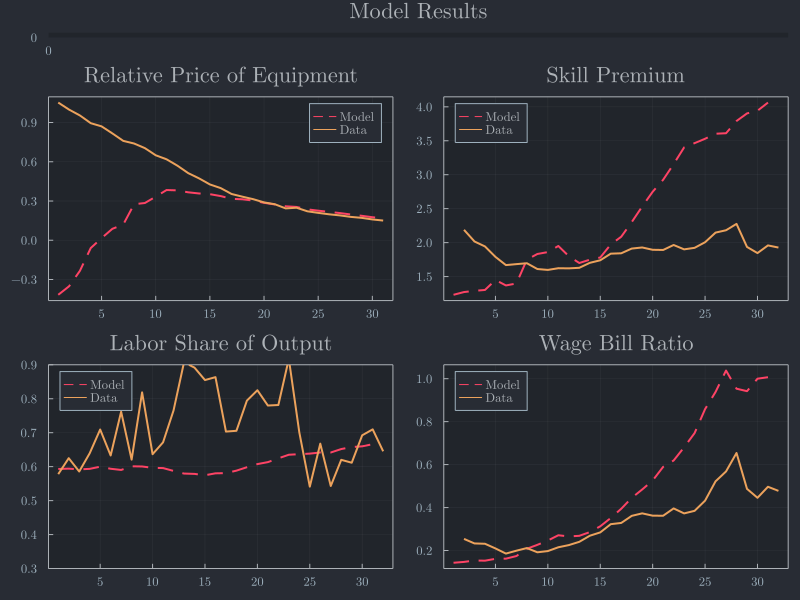 Model Results
0
0
Relative Price of Equipment
0.9
0.6
0.3
0.0
−0.3
5 10 15 20 25 30
Model
Data
Skill Premium
4.0
3.5
3.0
2.5
2.0
1.5
5 10 15 20 25 30
Model
Data
Labor Share of Output
0.9
0.8
0.7
0.6
0.5
0.4
0.3
5 10 15 20 25 30
Model
Data
Wage Bill Ratio
1.0
0.8
0.6
0.4
0.2
5 10 15 20 25 30
Model
Data